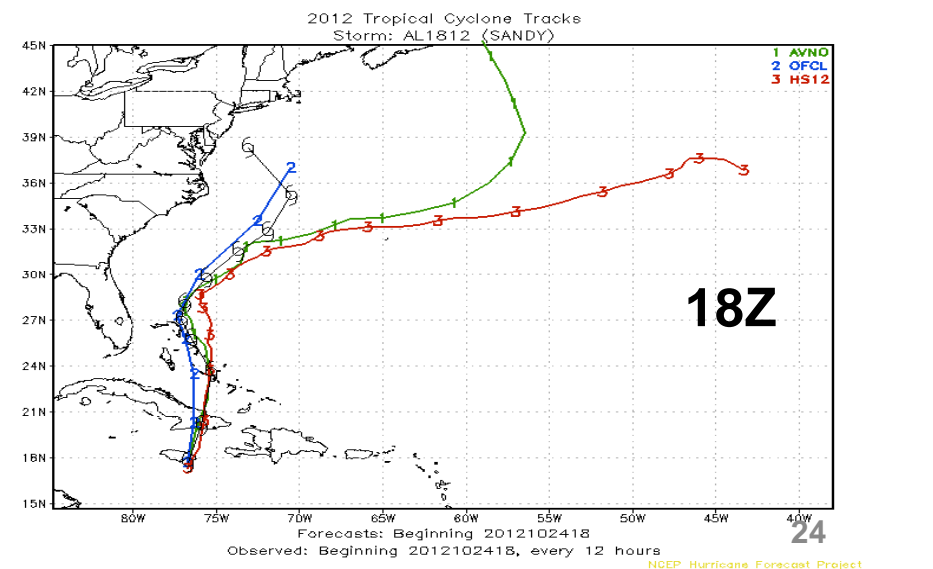 2012 Tropical Cyclone Tracks
Storm: AL1812 (SANDY)
45N
42N
39N
36N
33N
30N
27N
24N
21N
18N
15N
1 AVNO
2 OFCL
3 HS12
18Z
80W 75W 70W 65W 60W 55W 50W 45W 40W
24
Forecasts: Beginning 2012102418
Observed: Beginning 2012102418, every 12 hours
NCEP Hurricane Forecast Project